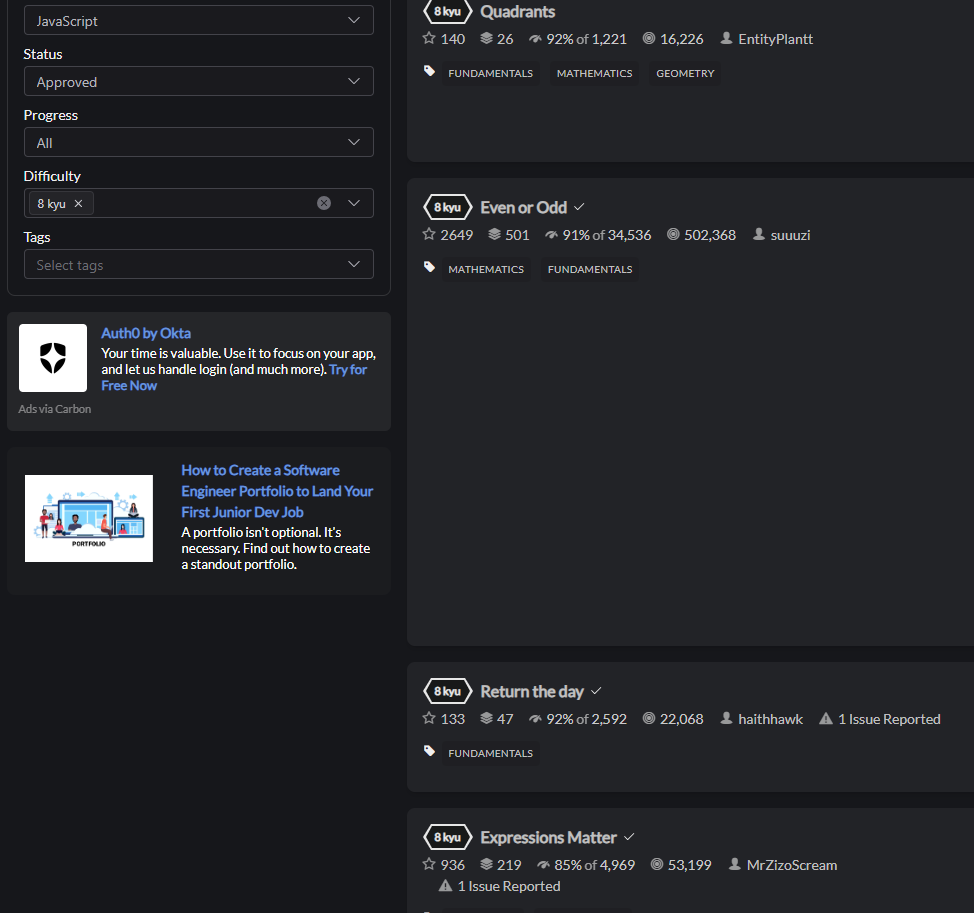 JavaScript
Status
Approved
Progress
All
Difficulty
8 kyu
Tags
Select tags
Auth0 by Okta
Your time is valuable. Use it to focus on your app,
and let us handle login (and much more). Try for
Free Now
Ads via Carbon
PORTFOLIO
How to Create a Software
Engineer Portfolio to Land Your
First Junior Dev Job
A portfolio isn't optional. It's
necessary. Find out how to create
a standout portfolio.
8 kyu Quadrants
140 26 92% of 1,221 16,226 EntityPlantt
FUNDAMENTALS MATHEMATICS GEOMETRY
8 kyu Even or Odd
2649 501 91% of 34,536 502,368 suuuzi
MATHEMATICS FUNDAMENTALS
8 kyu Return the day
133 47 92% of 2,592 22,068 haithhawk 1 Issue Reported
FUNDAMENTALS
8 kyu Expressions Matter
936 219 85% of 4,969 53,199 MrZizoScream
1 Issue Reported